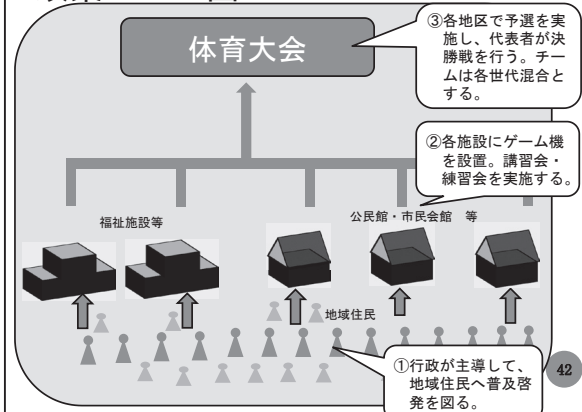 体育大会
③各地区で予選を実
施し、代表者が決
勝戦を行う。チー
ムは各世代混合と
する。
②各施設にゲーム機
を設置。講習会・
練習会を実施する。
福祉施設等
公民館・市民会館　等
地域住民
①行政が主導して、
地域住民へ普及啓
発を図る。
42